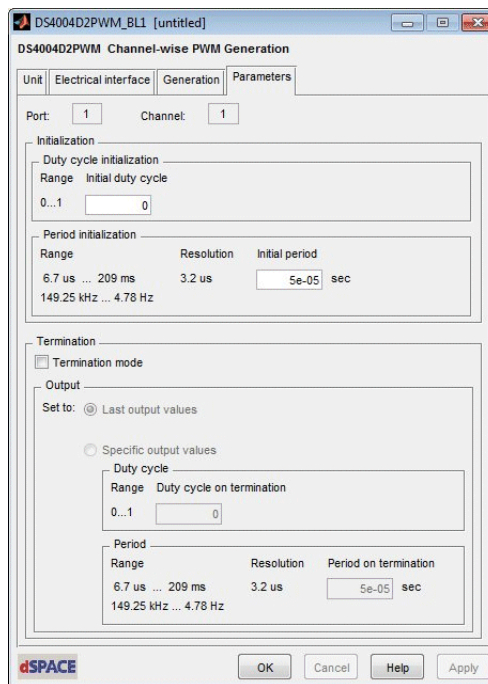 DS4004D2PWM_BL1 [untitled]
DS4004D2PWM Channel-wise PWM Generation
Unit Electrical interface Generation Parameters
Port: 1 Channel: 1
Initialization
Duty cycle initialization
Range Initial duty cycle
0...1 0
Period initialization
Range Resolution Initial period
6.7 us ... 209 ms 3.2 us 5e-05 sec
149.25 kHz ... 4.78 Hz
Termination
Termination mode
Output
Set to: Last output values
Specific output values
Duty cycle
Range Duty cycle on termination
0...1 0
Period
Range Resolution Period on termination
6.7 us ... 209 ms 3.2 us 5e-05 sec
149.25 kHz ... 4.78 Hz
dSPACE OK Cancel Help Apply